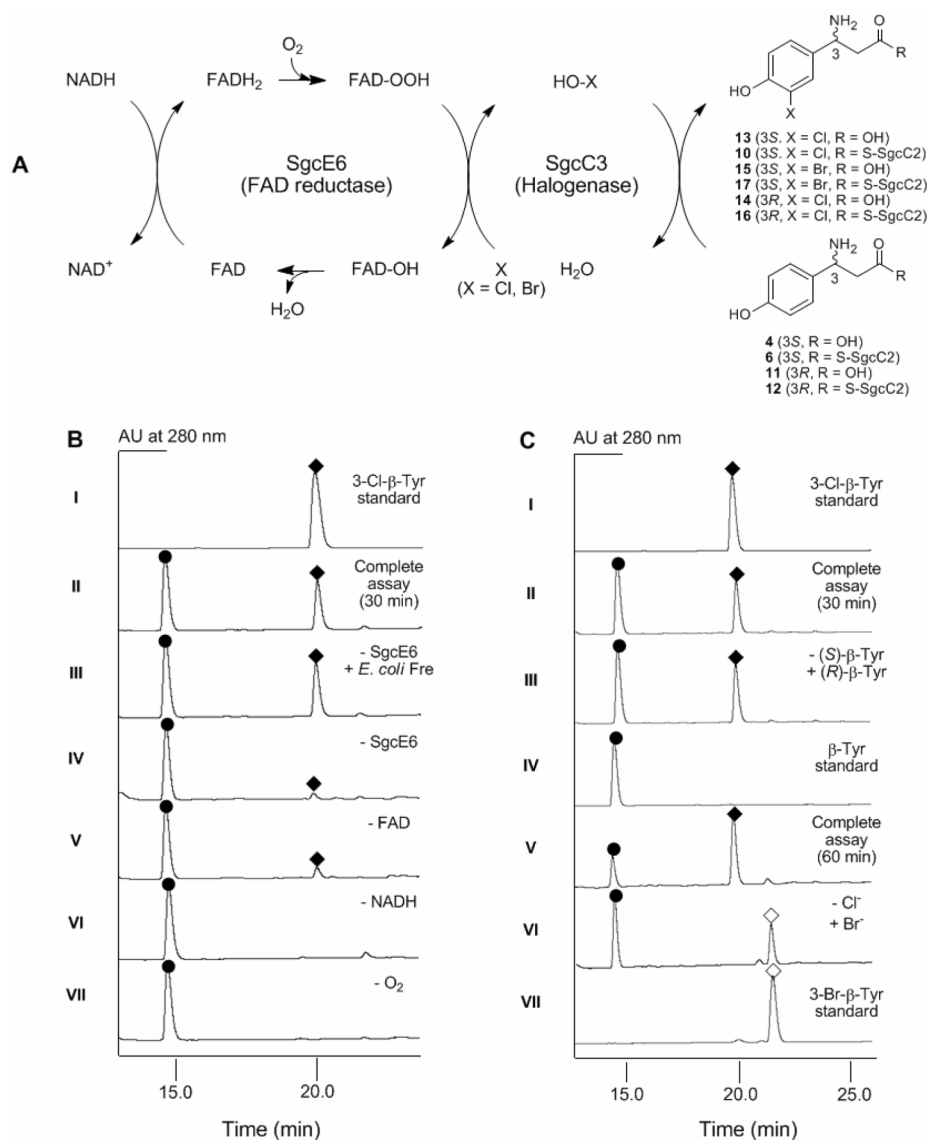 A
NADH
FADH2
O2
FAD-OOH
HO-X
SgcE6
(FAD reductase)
SgcC3
(Halogenase)
NAD+
FAD
H2O
FAD-OH
X
(X = Cl, Br)
H2O
NH2
O
R
3
HO
X
13 (3S. X = Cl, R = OH)
10 (3S. X = Cl, R = S-SgcC2)
15 (3S, X = Br, R = OH)
17 (3S, X = Br, R = S-SgcC2)
14 (3R, X = Cl, R = OH)
16 (3R, X = Cl, R = S-SgcC2)
NH2
O
R
3
HO
4 (3S, R = OH)
6 (3S, R = S-SgcC2)
11 (3R, R = OH)
12 (3R, R = S-SgcC2)
B
AU at 280 nm
I
3-Cl-β-Tyr
standard
II
Complete
assay
(30 min)
III
- SgcE6
+ E. coli Fre
IV
- SgcE6
V
- FAD
VI
- NADH
VII
- O2
15.0
20.0
Time (min)
C
AU at 280 nm
I
3-Cl-β-Tyr
standard
II
Complete
assay
(30 min)
III
- (S)-β-Tyr
+ (R)-β-Tyr
IV
β-Tyr
standard
V
Complete
assay
(60 min)
VI
- Cl-
+ Br-
VII
3-Br-β-Tyr
standard
15.0
20.0
25.0
Time (min)